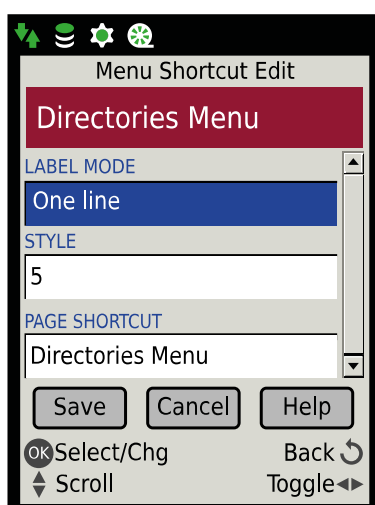 Menu Shortcut Edit
Directories Menu
LABEL MODE
One line
STYLE
5
PAGE SHORTCUT
Directories Menu
Save Cancel Help
OK Select/Chg Back
Scroll Toggle